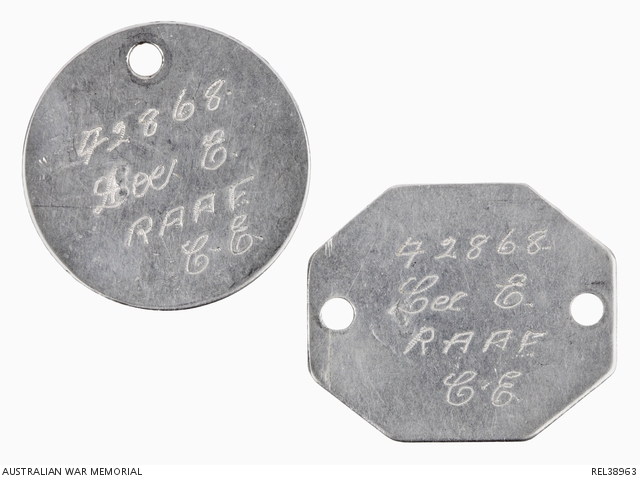 42868
Lee E.
RAAF
C E
42868
Lee E.
RAAF.
C.E.
AUSTRALIAN WAR MEMORIAL
REL38963